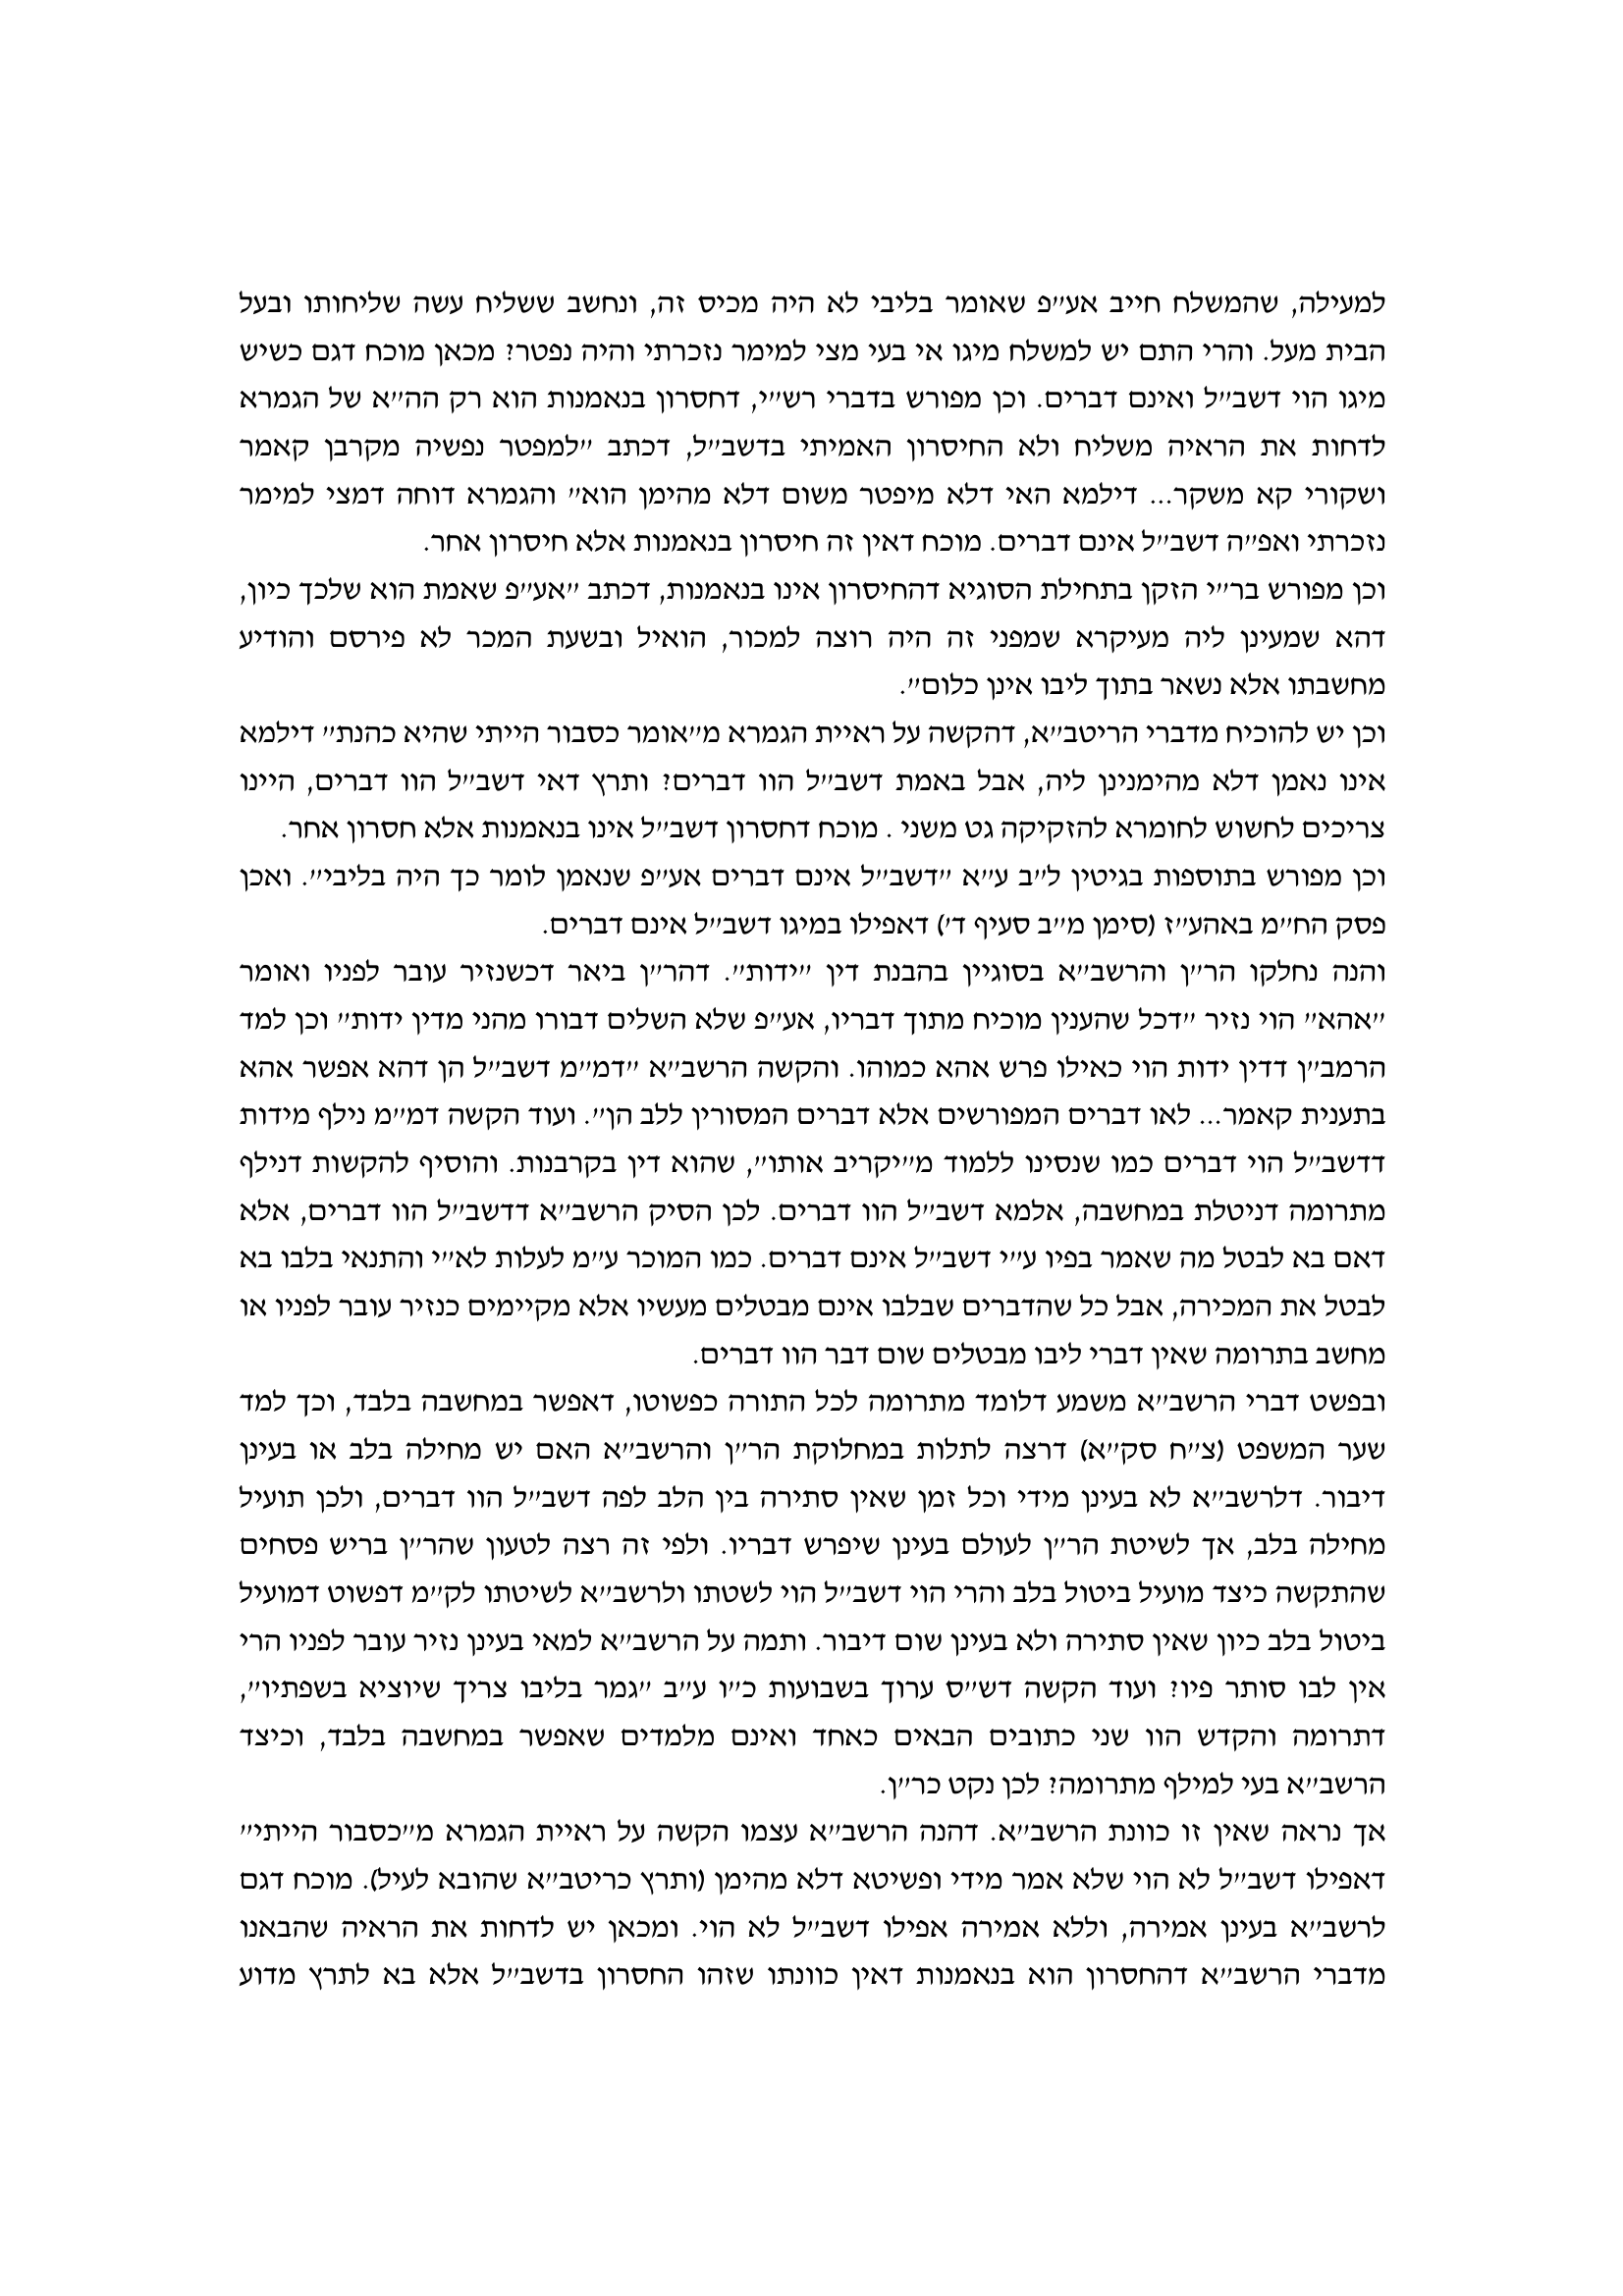 למעילה, שהמשלח חייב אע״פ שאומר בליבי לא היה מכיס זה, ונחשב ששליח עשה שליחותו ובעל
הבית מעל. והרי התם יש למשלח מיגו אי בעי מצי למימר נזכרתי והיה נפטר? מכאן מוכח דגם כשיש
מיגו הוי דשב״ל ואינם דברים. וכן מפורש בדברי רש״י, דחסרון בנאמנות הוא רק הה״א של הגמרא
לדחות את הראיה משליח ולא החיסרון האמיתי בדשב״ל, דכתב ״למפטר נפשיה מקרבן קאמר
ושקורי קא משקר... דילמא האי דלא מיפטר משום דלא מהימן הוא״ והגמרא דוחה דמצי למימר
נזכרתי ואפ״ה דשב״ל אינם דברים. מוכח דאין זה חיסרון בנאמנות אלא חיסרון אחר.
וכן מפורש בר״י הזקן בתחילת הסוגיא דהחיסרון אינו בנאמנות, דכתב ״אע״פ שאמת הוא שלכך כיון,
דהא שמעינן ליה מעיקרא שמפני זה היה רוצה למכור, הואיל ובשעת המכר לא פירסם והודיע
מחשבתו אלא נשאר בתוך ליבו אינן כלום״.
וכן יש להוכיח מדברי הריטב״א, דהקשה על ראיית הגמרא מ״אומר כסבור הייתי שהיא כהנת״ דילמא
אינו נאמן דלא מהימנינן ליה, אבל באמת דשב״ל הוו דברים? ותרץ דאי דשב״ל הוו דברים, היינו
צריכים לחשוש לחומרא להזקיקה גט משני . מוכח דחסרון דשב״ל אינו בנאמנות אלא חסרון אחר.
וכן מפורש בתוספות בגיטין ל״ב ע״א ״דשב״ל אינם דברים אע״פ שנאמן לומר כך היה בליבי״. ואכן
פסק הח״מ באהע״ז (סימן מ״ב סעיף ד׳) דאפילו במיגו דשב״ל אינם דברים.
והנה נחלקו הר״ן והרשב״א בסוגיין בהבנת דין ״ידות״. דהר״ן ביאר דכשנזיר עובר לפניו ואומר
״אהא״ הוי נזיר ״דכל שהענין מוכיח מתוך דבריו, אע״פ שלא השלים דבורו מהני מדין ידות״ וכן למד
הרמב״ן דדין ידות הוי כאילו פרש אהא כמוהו. והקשה הרשב״א ״דמ״מ דשב״ל הן דהא אפשר אהא
בתענית קאמר... לאו דברים המפורשים אלא דברים המסורין ללב הן״. ועוד הקשה דמ״מ נילף מידות
דדשב״ל הוי דברים כמו שנסינו ללמוד מ״יקריב אותו״, שהוא דין בקרבנות. והוסיף להקשות דנילף
מתרומה דניטלת במחשבה, אלמא דשב״ל הוו דברים. לכן הסיק הרשב״א דדשב״ל הוו דברים, אלא
דאם בא לבטל מה שאמר בפיו ע״י דשב״ל אינם דברים. כמו המוכר ע״מ לעלות לא״י והתנאי בלבו בא
לבטל את המכירה, אבל כל שהדברים שבלבו אינם מבטלים מעשיו אלא מקיימים כנזיר עובר לפניו או
מחשב בתרומה שאין דברי ליבו מבטלים שום דבר הוו דברים.
ובפשט דברי הרשב״א משמע דלומד מתרומה לכל התורה כפשוטו, דאפשר במחשבה בלבד, וכך למד
שער המשפט (צ״ח סק״א) דרצה לתלות במחלוקת הר״ן והרשב״א האם יש מחילה בלב או בעינן
דיבור. דלרשב״א לא בעינן מידי וכל זמן שאין סתירה בין הלב לפה דשב״ל הוו דברים, ולכן תועיל
מחילה בלב, אך לשיטת הר״ן לעולם בעינן שיפרש דבריו. ולפי זה רצה לטעון שהר״ן בריש פסחים
שהתקשה כיצד מועיל ביטול בלב והרי הוי דשב״ל הוי לשטתו ולרשב״א לשיטתו לק״מ דפשוט דמועיל
ביטול בלב כיון שאין סתירה ולא בעינן שום דיבור. ותמה על הרשב״א למאי בעינן נזיר עובר לפניו הרי
אין לבו סותר פיו? ועוד הקשה דש״ס ערוך בשבועות כ״ו ע״ב ״גמר בליבו צריך שיוציא בשפתיו״,
דתרומה והקדש הוו שני כתובים הבאים כאחד ואינם מלמדים שאפשר במחשבה בלבד, וכיצד
הרשב״א בעי למילף מתרומה? לכן נקט כר״ן.
אך נראה שאין זו כוונת הרשב״א. דהנה הרשב״א עצמו הקשה על ראיית הגמרא מ״כסבור הייתי״
דאפילו דשב״ל לא הוי שלא אמר מידי ופשיטא דלא מהימן (ותרץ כריטב״א שהובא לעיל). מוכח דגם
לרשב״א בעינן אמירה, וללא אמירה אפילו דשב״ל לא הוי. ומכאן יש לדחות את הראיה שהבאנו
מדברי הרשב״א דהחסרון הוא בנאמנות דאין כוונתו שזהו החסרון בדשב״ל אלא בא לתרץ מדוע